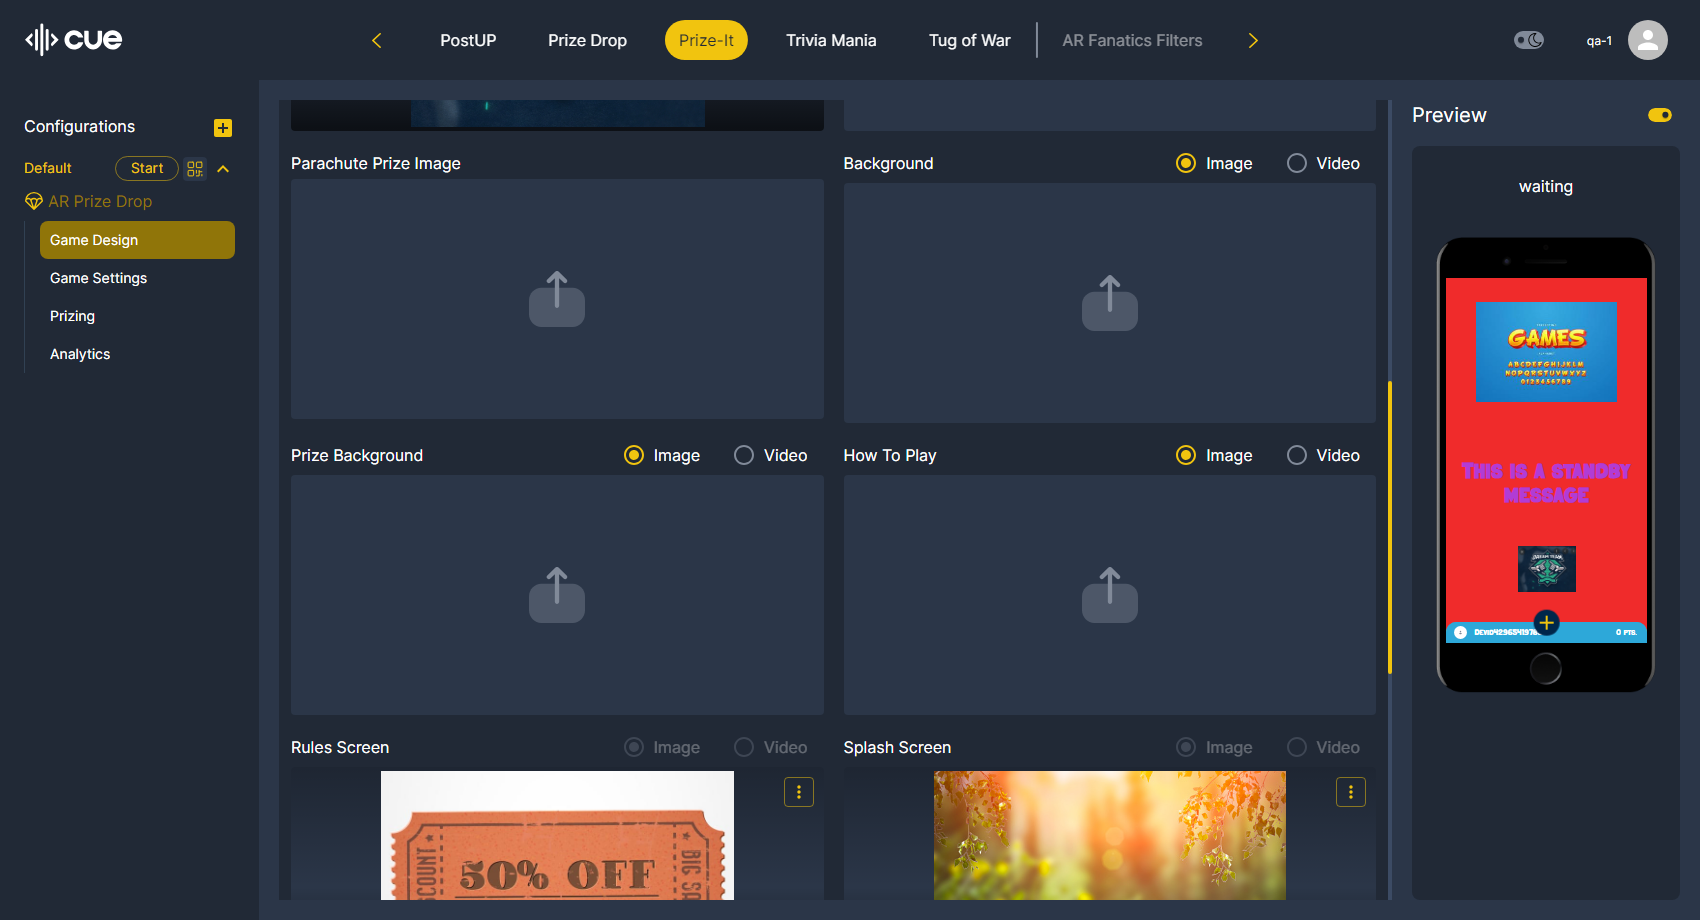 cue
PostUP
Prize Drop
Prize-It
Trivia Mania
Tug of War
AR Fanatics Filters
qa-1
Configurations
Default
Start
AR Prize Drop
Game Design
Game Settings
Prizing
Analytics
Parachute Prize Image
Background
Image
Video
Prize Background
Image
Video
How To Play
Image
Video
Rules Screen
Image
Video
Splash Screen
Image
Video
COUNT
50% OFF
BIG SA
Preview
waiting
GAMES
ABCDEFGHIJKLM
NOPQRSTUVWXYZ
0123456789
THIS IS A STANDBY
MESSAGE
DREAM TEAM
0 PTS.